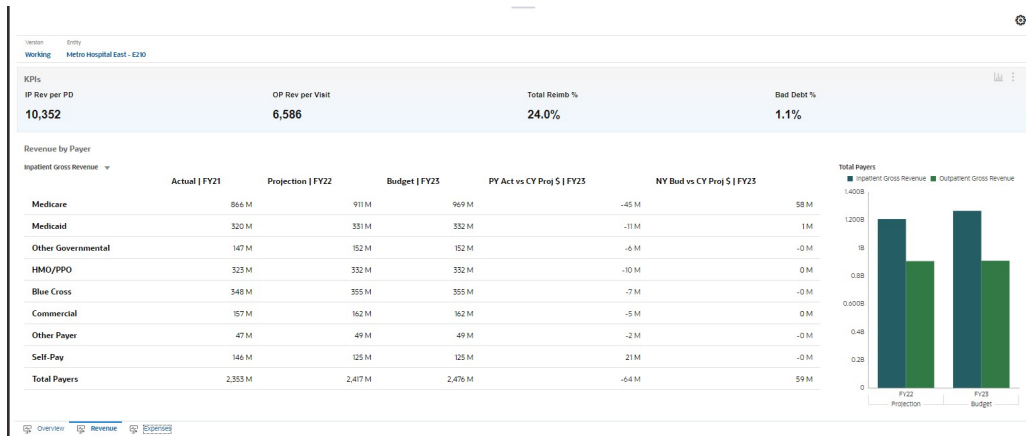 Version Entity
Working Metro Hospital East - E210
KPIs
IP Rev per PD OP Rev per Visit Total Reimb % Bad Debt %
10,352 6,586 24.0% 1.1%
Revenue by Payer
Inpatient Gross Revenue
Actual | FY21 Projection | FY22 Budget | FY23 PY Act vs CY Proj $ | FY23 NY Bud vs CY Proj $ | FY23
Medicare 866 M 911 M 969 M -45 M 58 M
Medicaid 320 M 331 M 332 M -11 M 1 M
Other Governmental 147 M 152 M 152 M -6 M -0 M
HMO/PPO 323 M 332 M 332 M -10 M 0 M
Blue Cross 348 M 355 M 355 M -7 M -0 M
Commercial 157 M 162 M 162 M -5 M 0 M
Other Payer 47 M 49 M 49 M -2 M -0 M
Self-Pay 146 M 125 M 125 M 21 M -0 M
Total Payers 2,353 M 2,417 M 2,476 M -64 M 59 M
Total Payers
Inpatient Gross Revenue Outpatient Gross Revenue
1.400B
1.200B
1B
0.8B
0.600B
0.4B
0.2B
0
FY22 FY23
Projection Budget
Overview Revenue Expenses